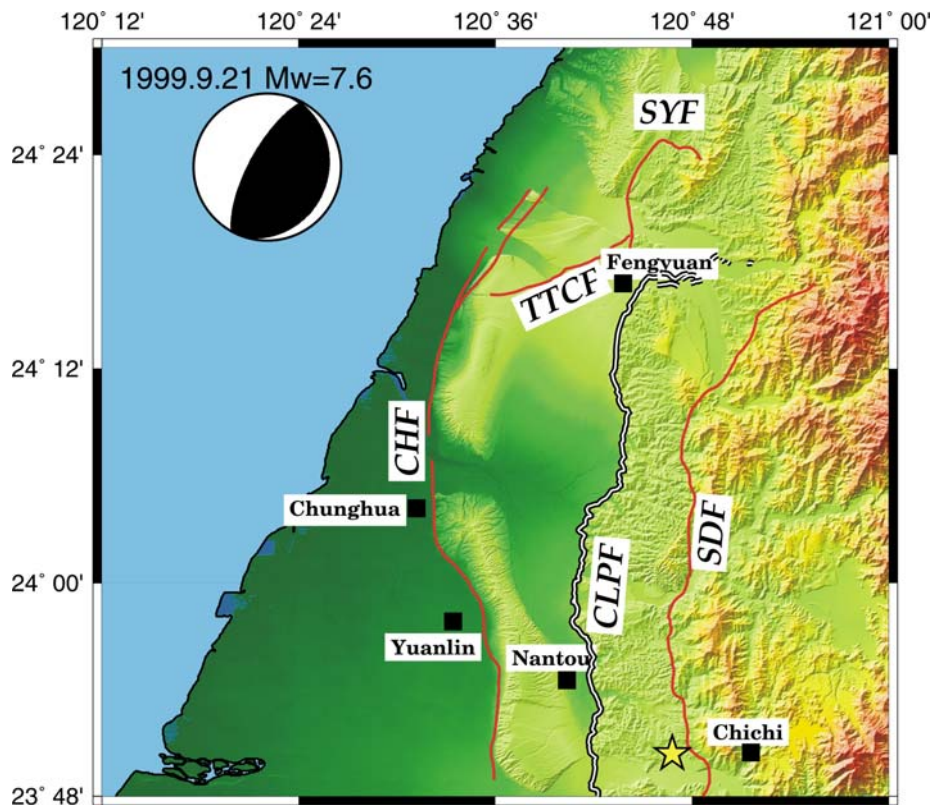 120° 12'
120° 24'
120° 36'
120° 48'
121° 00'
1999.9.21 Mw=7.6
SYF
24° 24'
Fengyuan
TTCF
24° 12'
CHF
Chunghua
SDF
24° 00'
CLPF
Yuanlin
Nantou
Chichi
23° 48'